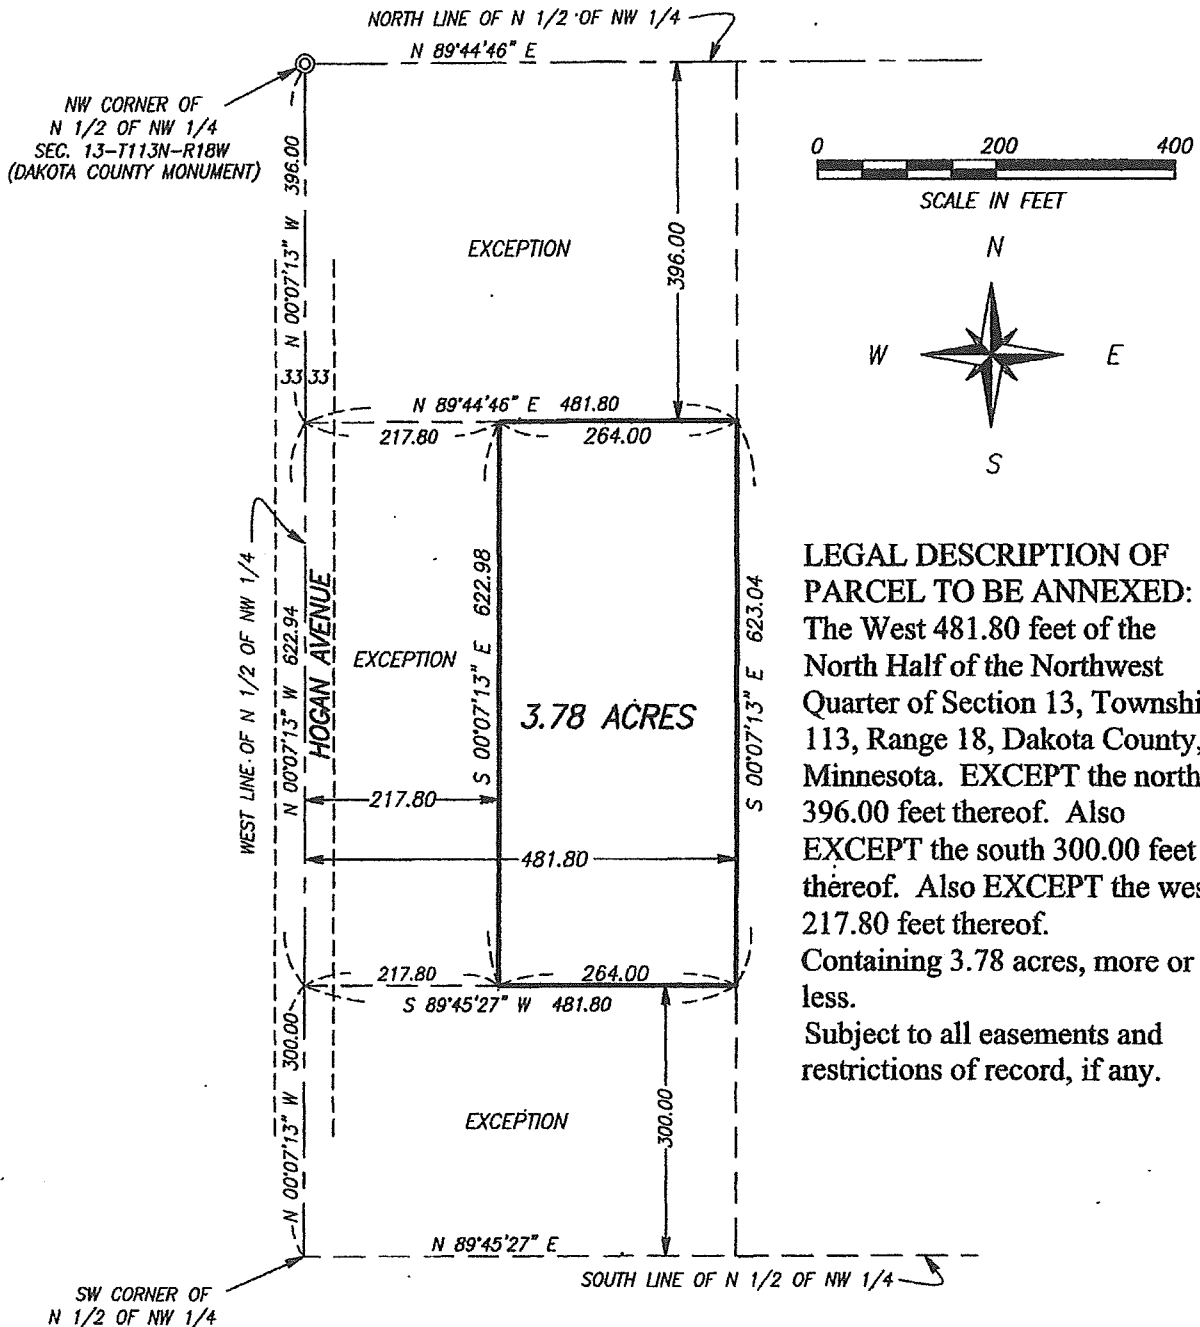 NORTH LINE OF N 1/2 OF NW 1/4
N 89°44'46" E
NW CORNER OF
N 1/2 OF NW 1/4
SEC. 13-T113N-R18W
(DAKOTA COUNTY MONUMENT)
N 00°07'13" W 396.00
396.00
EXCEPTION
0 200 400
SCALE IN FEET
N
W E
S
33 33
N 89°44'46" E 481.80
217.80 264.00
WEST LINE OF N 1/2 OF NW 1/4
N 00°07'13" W 622.94
HOGAN AVENUE
EXCEPTION
S 00°07'13" E 622.98
3.78 ACRES
S 00°07'13" E 623.04
217.80
481.80
217.80 264.00
S 89°45'27" W 481.80
N 00°07'13" W 300.00
EXCEPTION
300.00
N 89°45'27" E
SOUTH LINE OF N 1/2 OF NW 1/4
SW CORNER OF
N 1/2 OF NW 1/4
LEGAL DESCRIPTION OF
PARCEL TO BE ANNEXED:
The West 481.80 feet of the
North Half of the Northwest
Quarter of Section 13, Townshi
113, Range 18, Dakota County,
Minnesota. EXCEPT the north
396.00 feet thereof. Also
EXCEPT the south 300.00 feet
thereof. Also EXCEPT the wes
217.80 feet thereof.
Containing 3.78 acres, more or
less.
Subject to all easements and
restrictions of record, if any.